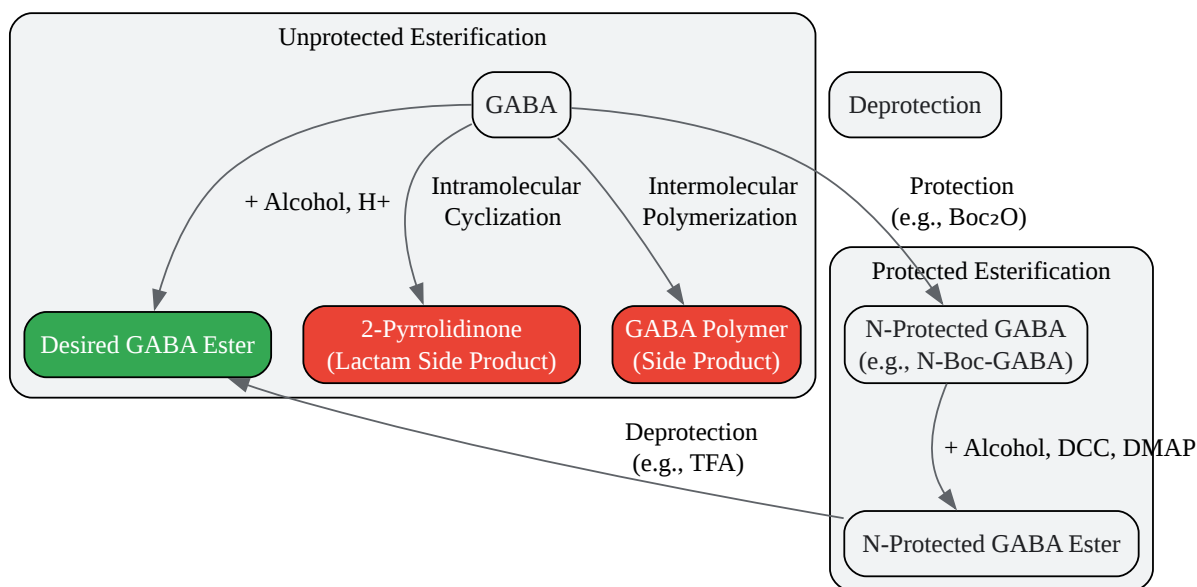 Unprotected Esterification
GABA
Deprotection
+ Alcohol, H+
Intramolecular
Cyclization
Intermolecular
Polymerization
Protection
(e.g., Boc₂O)
Protected Esterification
Desired GABA Ester
2-Pyrrolidinone
(Lactam Side Product)
GABA Polymer
(Side Product)
N-Protected GABA
(e.g., N-Boc-GABA)
Deprotection
(e.g., TFA)
+ Alcohol, DCC, DMAP
N-Protected GABA Ester